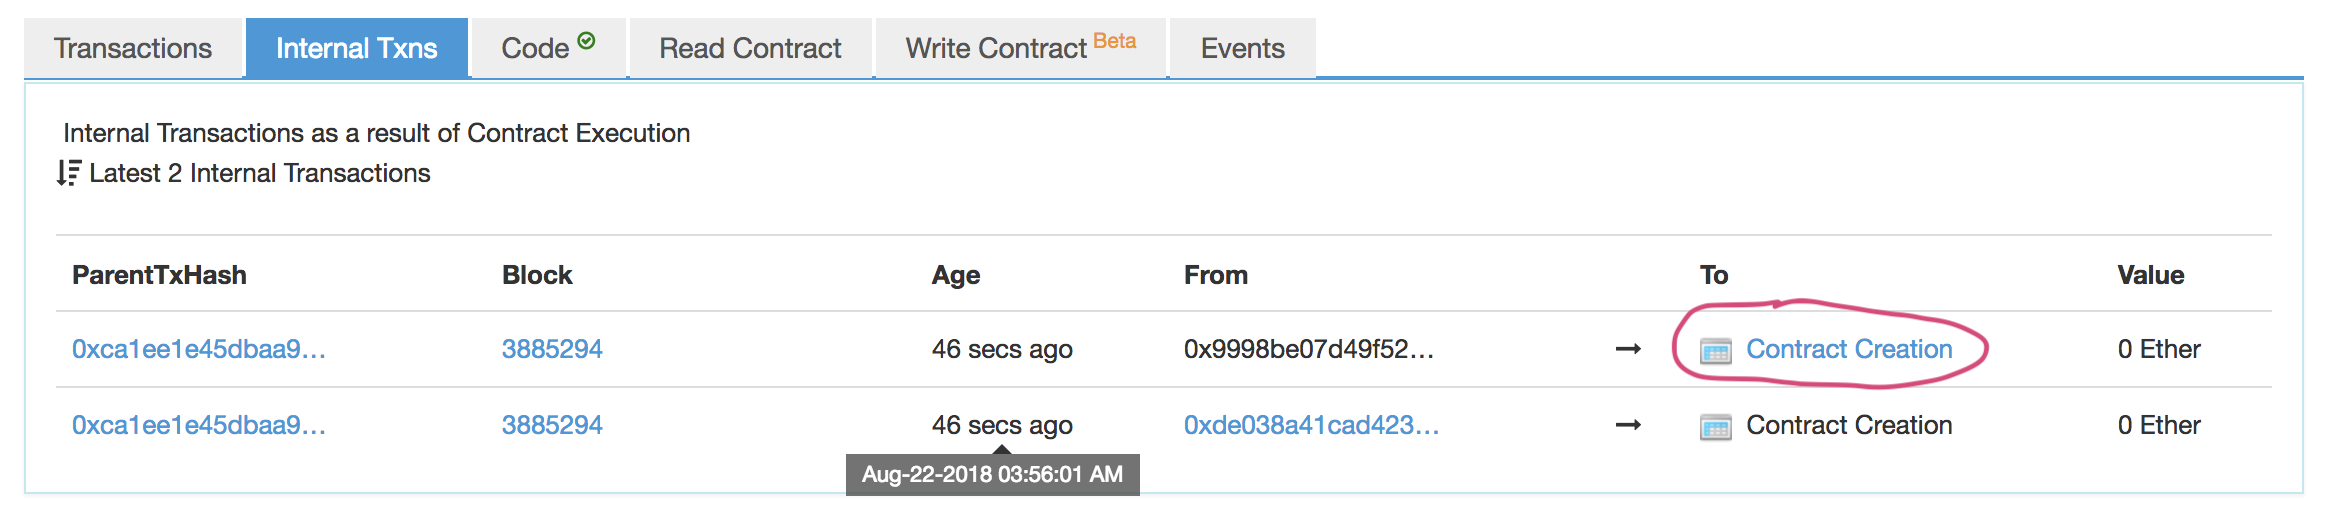 Transactions Internal Txns Code Read Contract Write Contract Beta Events
Internal Transactions as a result of Contract Execution
Latest 2 Internal Transactions
ParentTxHash Block Age From To Value
0xca1ee1e45dbaa9... 3885294 46 secs ago 0x9998be07d49f52... → Contract Creation 0 Ether
0xca1ee1e45dbaa9... 3885294 46 secs ago 0xde038a41cad423... → Contract Creation 0 Ether
Aug-22-2018 03:56:01 AM